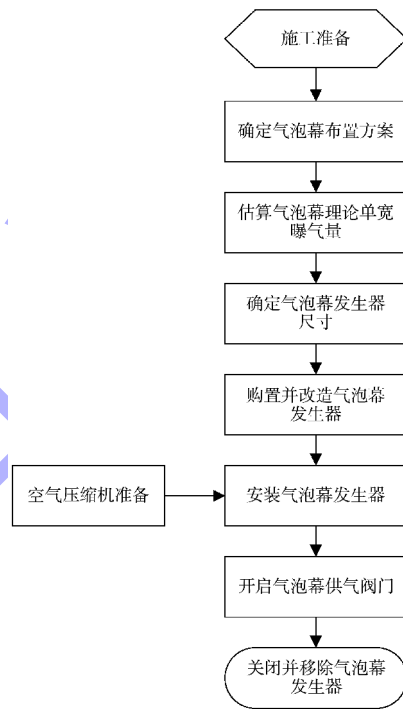 施工准备
确定气泡幕布置方案
估算气泡幕理论单宽
曝气量
确定气泡幕发生器
尺寸
购置并改造气泡幕
发生器
空气压缩机准备
安装气泡幕发生器
开启气泡幕供气阀门
关闭并移除气泡幕
发生器